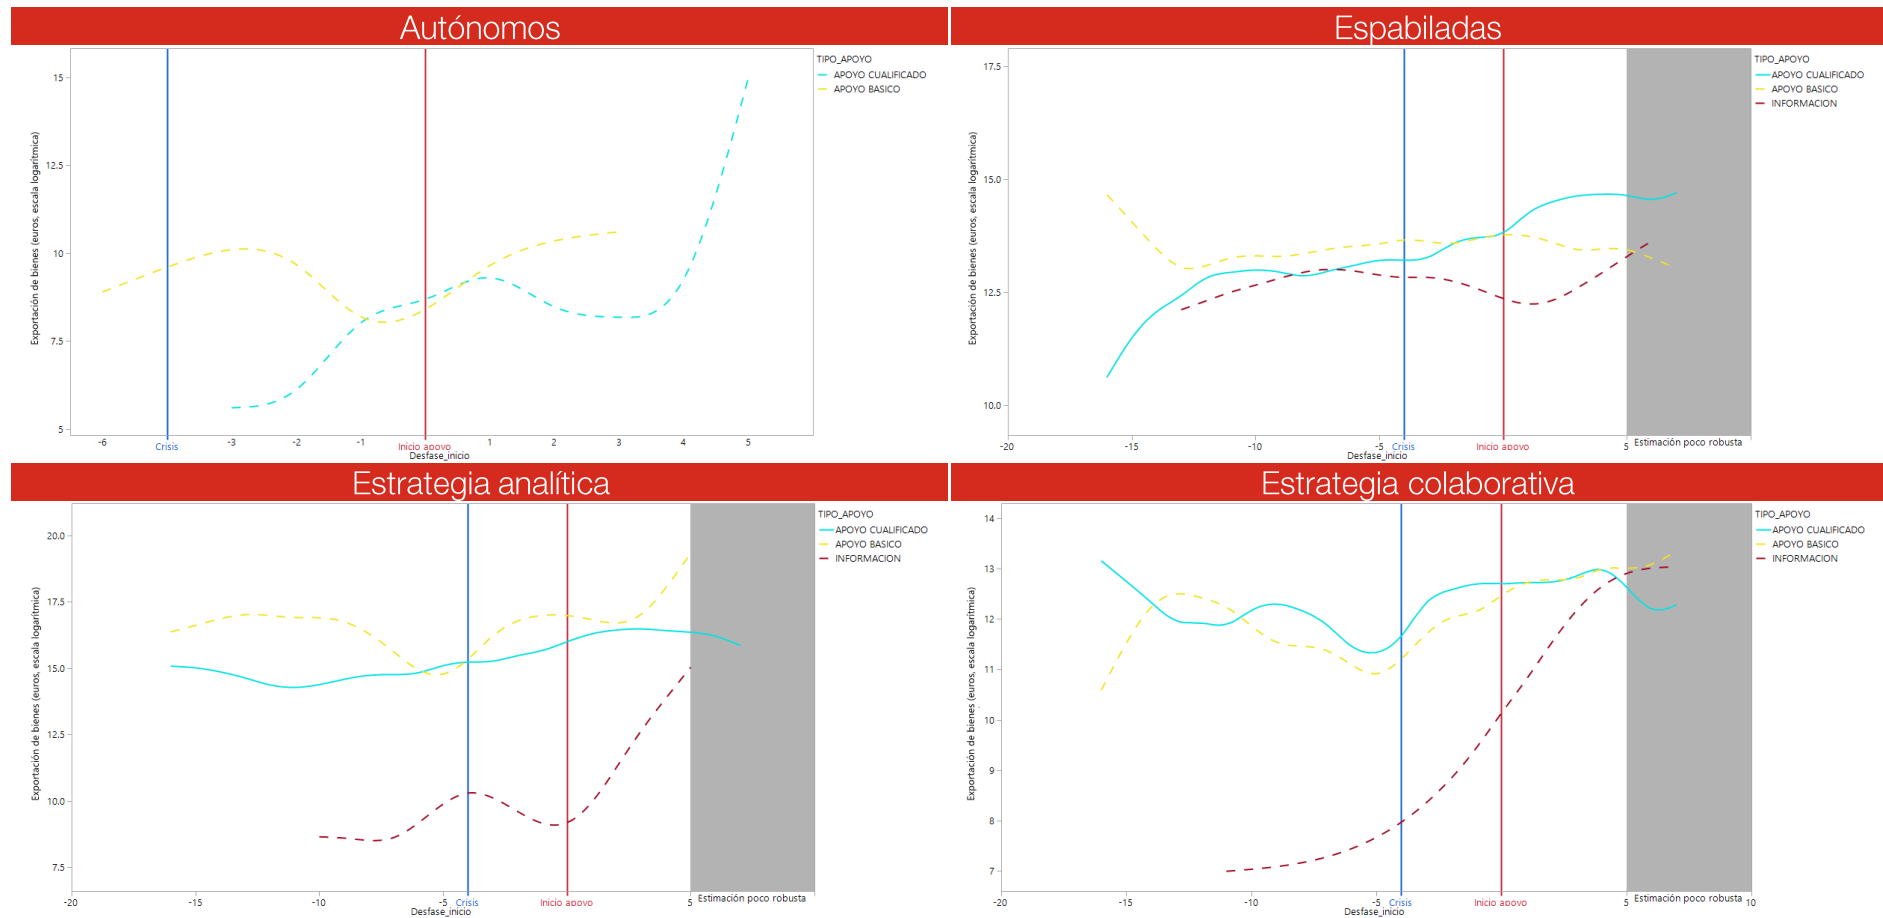 Autónomos
Exportación de bienes (euros, escala logarítmica)
15
12.5
10
7.5
5
-6
-3
-2
-1
1
2
3
4
5
Crisis
Inicio apoyo
Desfase_inicio
TIPO_APOYO
APOYO CUALIFICADO
APOYO BASICO
Espabiladas
Exportación de bienes (euros, escala logarítmica)
17.5
15.0
12.5
10.0
-20
-15
-10
-5
5
Crisis
Inicio apoyo
Estimación poco robusta
Desfase_inicio
TIPO_APOYO
APOYO CUALIFICADO
APOYO BASICO
INFORMACION
Estrategia analítica
Exportación de bienes (euros, escala logarítmica)
20.0
17.5
15.0
12.5
10.0
7.5
-20
-15
-10
-5
5
Crisis
Inicio apoyo
Estimación poco robusta
Desfase_inicio
TIPO_APOYO
APOYO CUALIFICADO
APOYO BASICO
INFORMACION
Estrategia colaborativa
Exportación de bienes (euros, escala logarítmica)
14
13
12
11
10
9
8
7
-20
-15
-10
-5
5
10
Crisis
Inicio apoyo
Estimación poco robusta
Desfase_inicio
TIPO_APOYO
APOYO CUALIFICADO
APOYO BASICO
INFORMACION